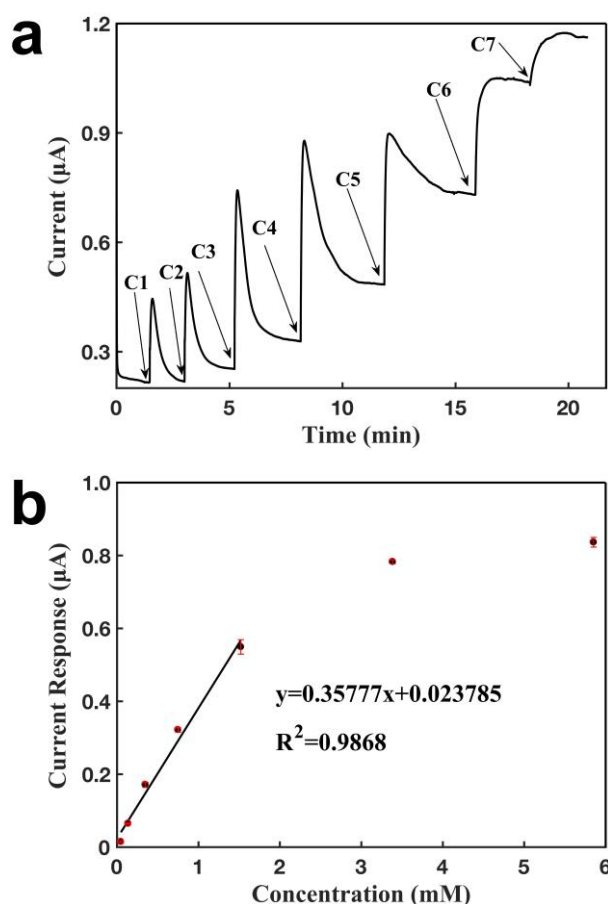 a
1.2
0.9
0.6
0.3
Current (μA)
C1
C2
C3
C4
C5
C6
C7
0 5 10 15 20
Time (min)
b
1.0
0.8
0.6
0.4
0.2
0
Current Response (μA)
y=0.35777x+0.023785
R²=0.9868
0 1 2 3 4 5 6
Concentration (mM)